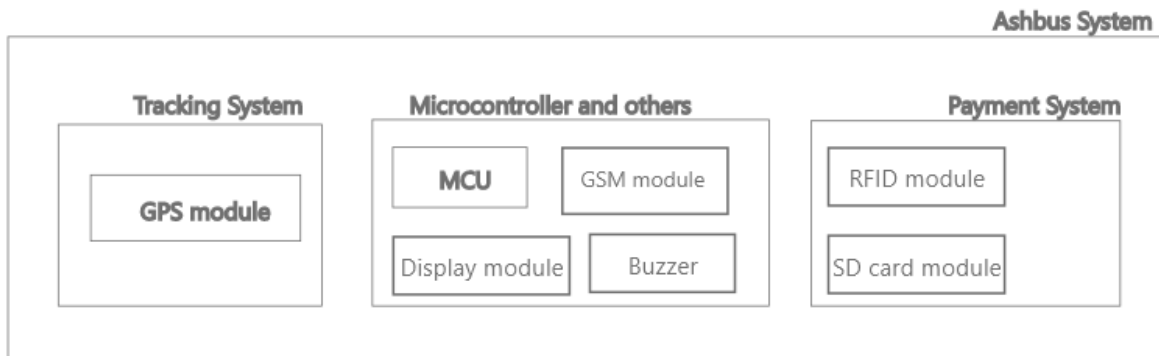 Ashbus System
Tracking System
GPS module
Microcontroller and others
MCU
GSM module
Display module
Buzzer
Payment System
RFID module
SD card module